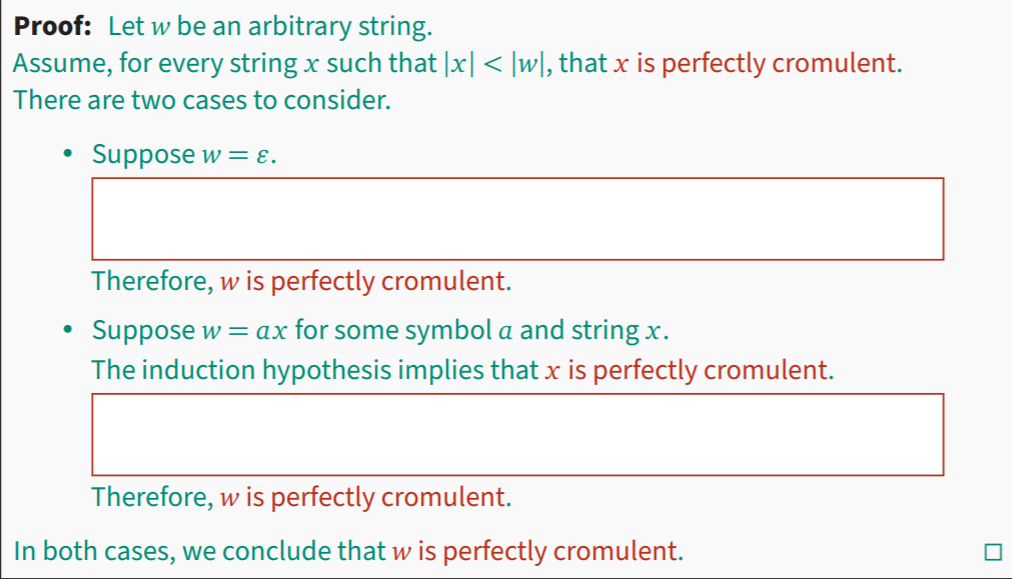 Proof: Let w be an arbitrary string.
Assume, for every string x such that |x| < |w|, that x is perfectly cromulent.
There are two cases to consider.
• Suppose w = ε.
Therefore, w is perfectly cromulent.
• Suppose w = ax for some symbol a and string x.
The induction hypothesis implies that x is perfectly cromulent.
Therefore, w is perfectly cromulent.
In both cases, we conclude that w is perfectly cromulent. □